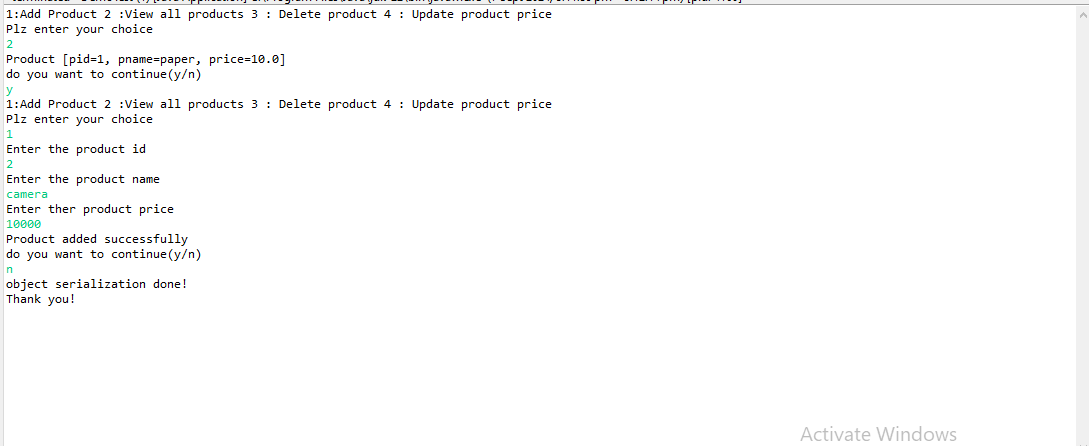 1:Add Product 2 :View all products 3 : Delete product 4 : Update product price
Plz enter your choice
2
Product [pid=1, pname=paper, price=10.0]
do you want to continue(y/n)
y
1:Add Product 2 :View all products 3 : Delete product 4 : Update product price
Plz enter your choice
1
Enter the product id
2
Enter the product name
camera
Enter ther product price
10000
Product added successfully
do you want to continue(y/n)
n
object serialization done!
Thank you!
Activate Windows